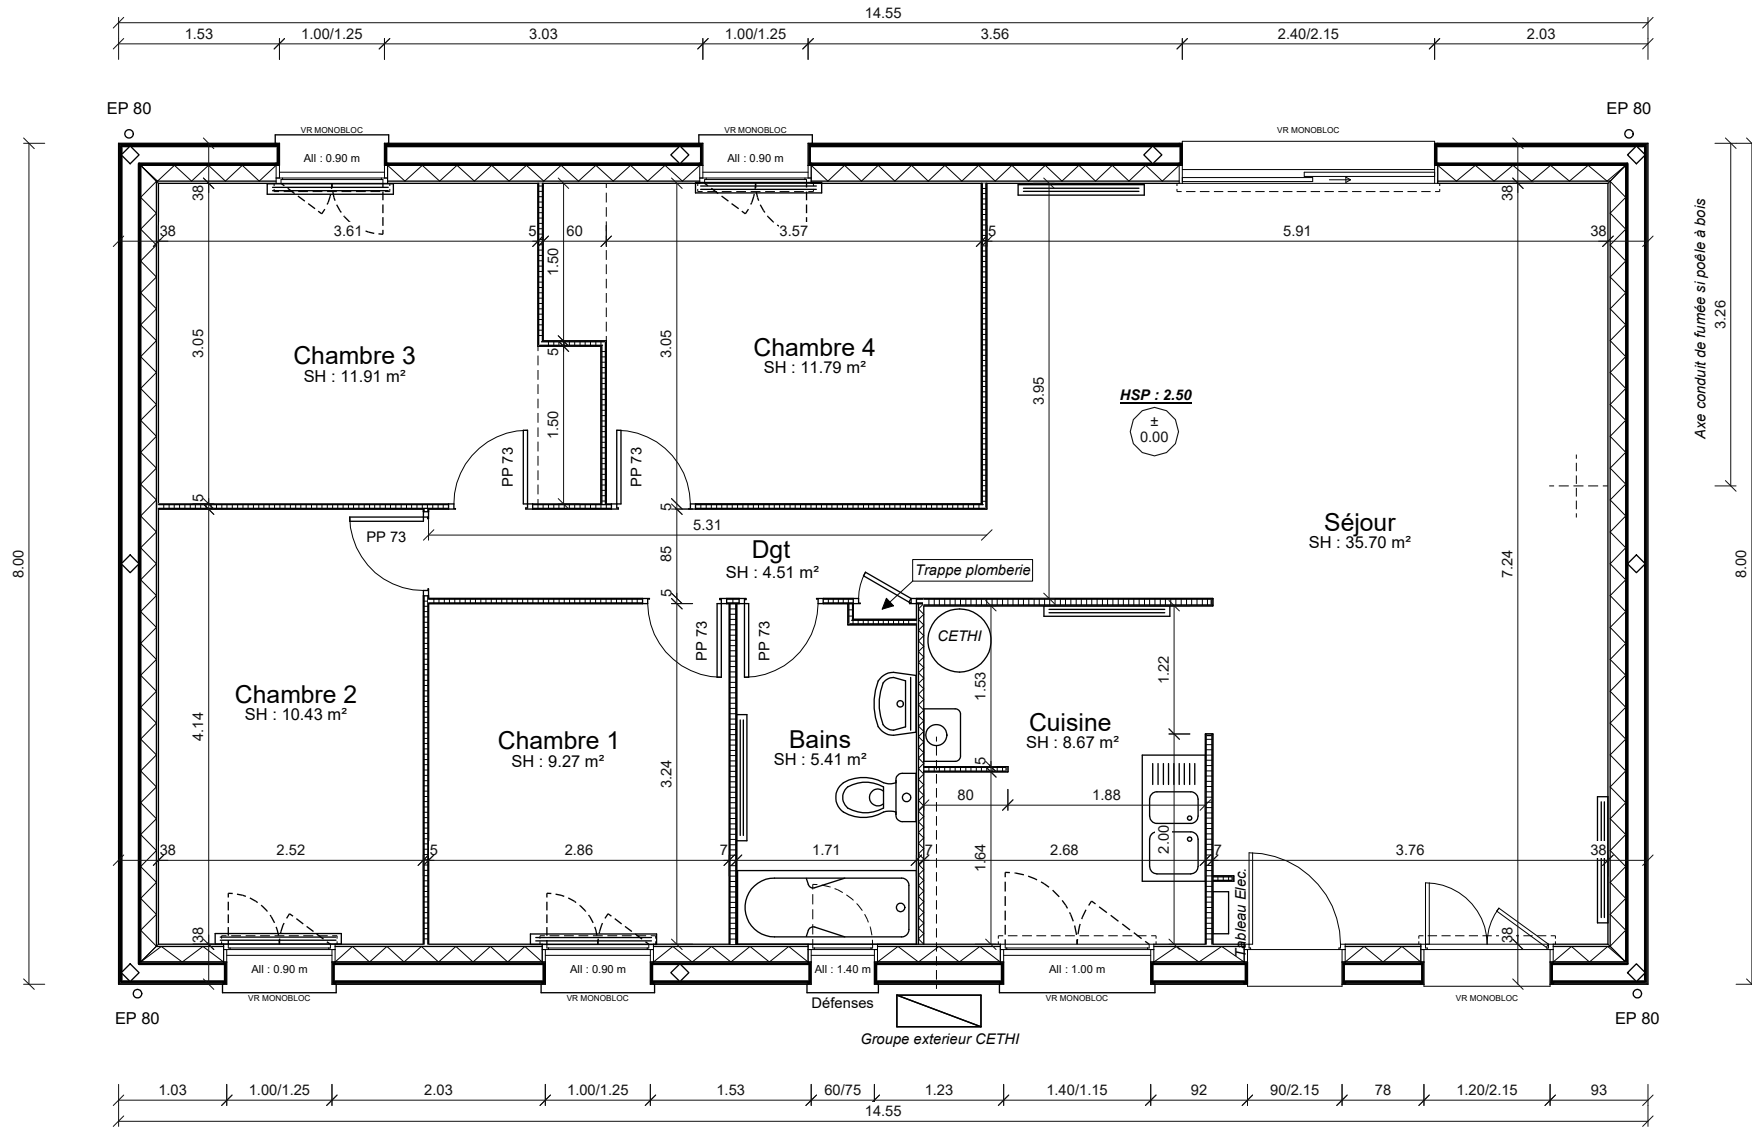 14.55
1.53 1.00/1.25 3.03 1.00/1.25 3.56 2.40/2.15 2.03
EP 80 EP 80
VR MONOBLOC VR MONOBLOC VR MONOBLOC
All : 0.90 m All : 0.90 m
38 38
38 3.61 5 60 3.57 5 5.91 38
1.50
Axe conduit de fumée si poêle à bois
3.26
3.05 5 3.05
Chambre 3
SH : 11.91 m²
Chambre 4
SH : 11.79 m²
3.95
HSP : 2.50
±
0.00
1.50
PP 73 PP 73
5 5
5.31
PP 73
85
Dgt
SH : 4.51 m²
Séjour
SH : 35.70 m²
7.24
8.00 8.00
Trappe plomberie
5
CETHI
PP 73 PP 73
1.53 1.22
Chambre 2
SH : 10.43 m²
4.14
Chambre 1
SH : 9.27 m²
3.24
Bains
SH : 5.41 m²
Cuisine
SH : 8.67 m²
5
80 1.88
1.64 2.00
38 2.52 5 2.86 7 1.71 7 2.68 7 3.76 38
Tableau Elec.
38 38
All : 0.90 m All : 0.90 m All : 1.40 m All : 1.00 m
VR MONOBLOC VR MONOBLOC Défenses VR MONOBLOC VR MONOBLOC
EP 80 EP 80
Groupe exterieur CETHI
1.03 1.00/1.25 2.03 1.00/1.25 1.53 60/75 1.23 1.40/1.15 92 90/2.15 78 1.20/2.15 93
14.55